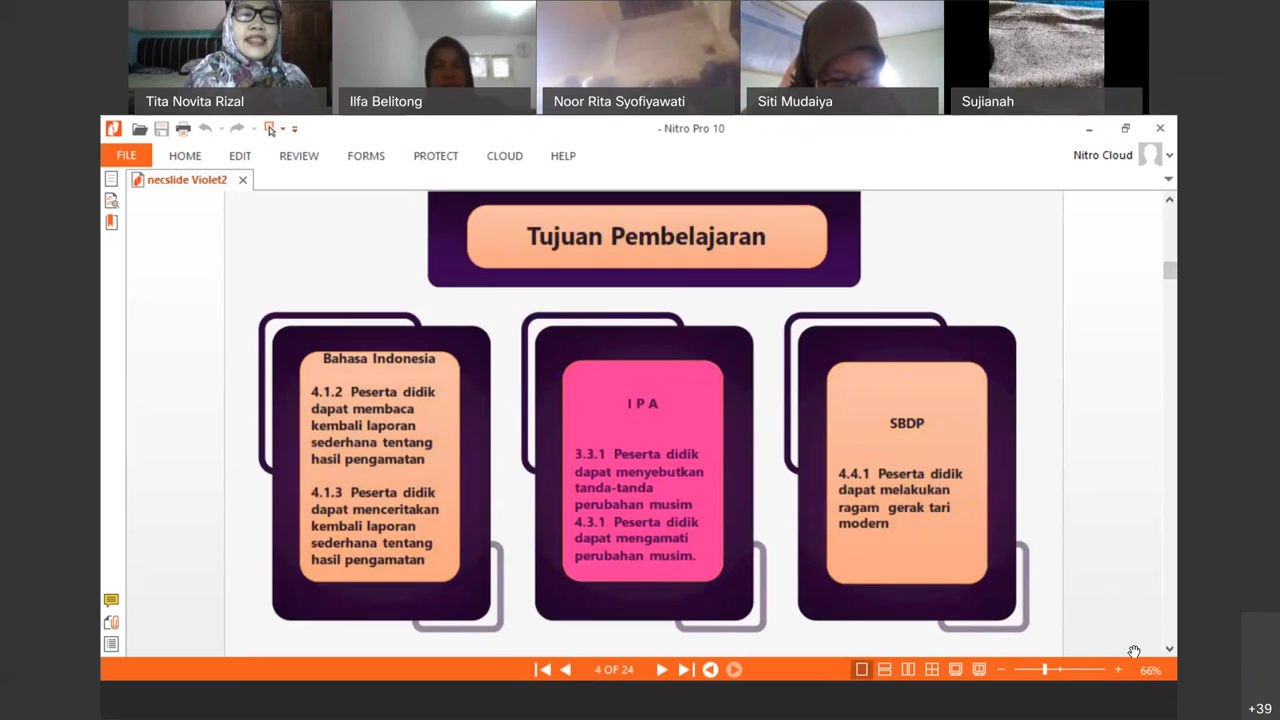 Tita Novita Rizal
Ilfa Belitong
Noor Rita Syofiyawati
Siti Mudaiya
Sujianah
- Nitro Pro 10
FILE
HOME
EDIT
REVIEW
FORMS
PROTECT
CLOUD
HELP
Nitro Cloud
necslide Violet2
Tujuan Pembelajaran
Bahasa Indonesia
4.1.2 Peserta didik
dapat membaca
kembali laporan
sederhana tentang
hasil pengamatan
4.1.3 Peserta didik
dapat menceritakan
kembali laporan
sederhana tentang
hasil pengamatan
I P A
3.3.1 Peserta didik
dapat menyebutkan
tanda-tanda
perubahan musim
4.3.1 Peserta didik
dapat mengamati
perubahan musim.
SBDP
4.4.1 Peserta didik
dapat melakukan
ragam gerak tari
modern
4 OF 24
66%
+39